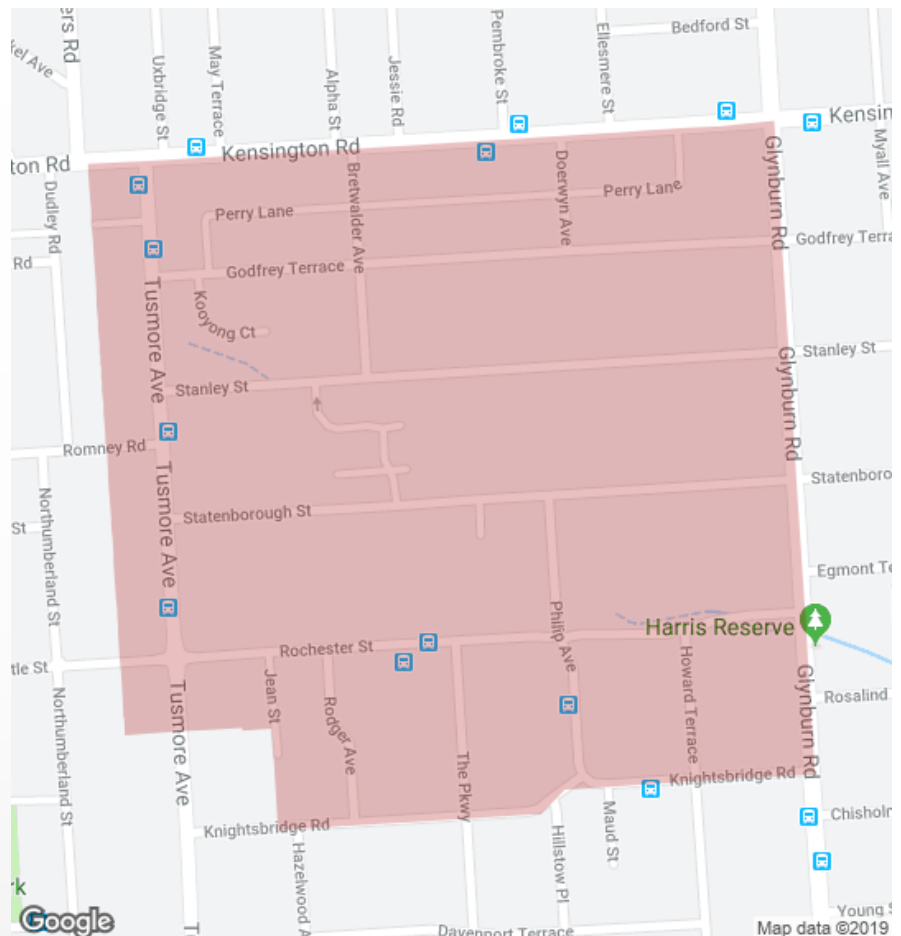 ers Rd
Bedford St
kel Ave
Uxbridge St
May Terrace
Alpha St
Jessie Rd
Pembroke St
Ellesmere St
Kensin
ton Rd
Kensington Rd
Myall Ave
Dudley Rd
Bretwalder Ave
Doerwyn Ave
Glynburn Rd
Perry Lane
Perry Lane
Rd
Godfrey Terrace
Godfrey Terra
Tusmore Ave
Kooyong Ct
Stanley St
Stanley St
Glynburn Rd
Romney Rd
Tusmore Ave
Statenboro
Northumberland St
St
Statenborough St
Egmont Te
Philip Ave
Harris Reserve
Rochester St
tle St
Howard Terrace
Glynburn Rd
Rosalind
Northumberland St
Tusmore Ave
Jean St
Rodger Ave
The Pkwy
Knightsbridge Rd
Knightsbridge Rd
Chisholm
Hazelwood A
Hillstow Pl
Maud St
rk
Young S
Google
T
Davenport Terrace
Map data ©2019